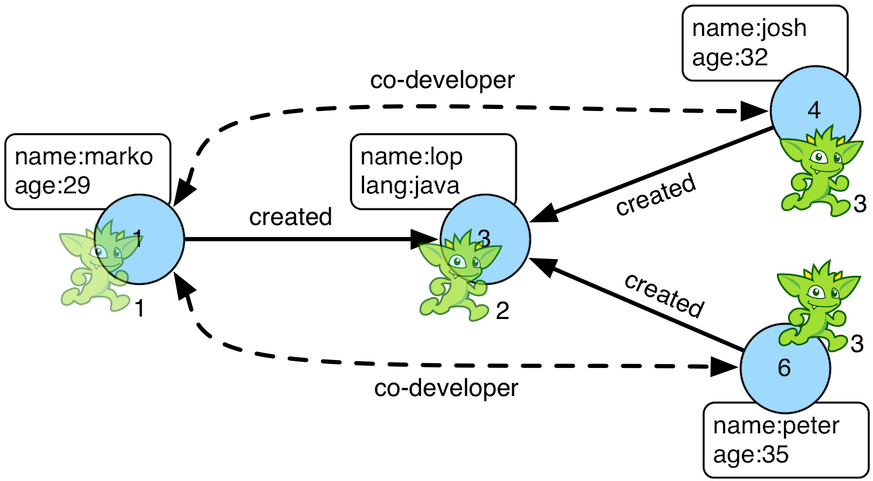 name:josh
age:32
co-developer
4
name:marko
age:29
name:lop
lang:java
created
created
3
1
3
1
2
created
3
co-developer
6
name:peter
age:35